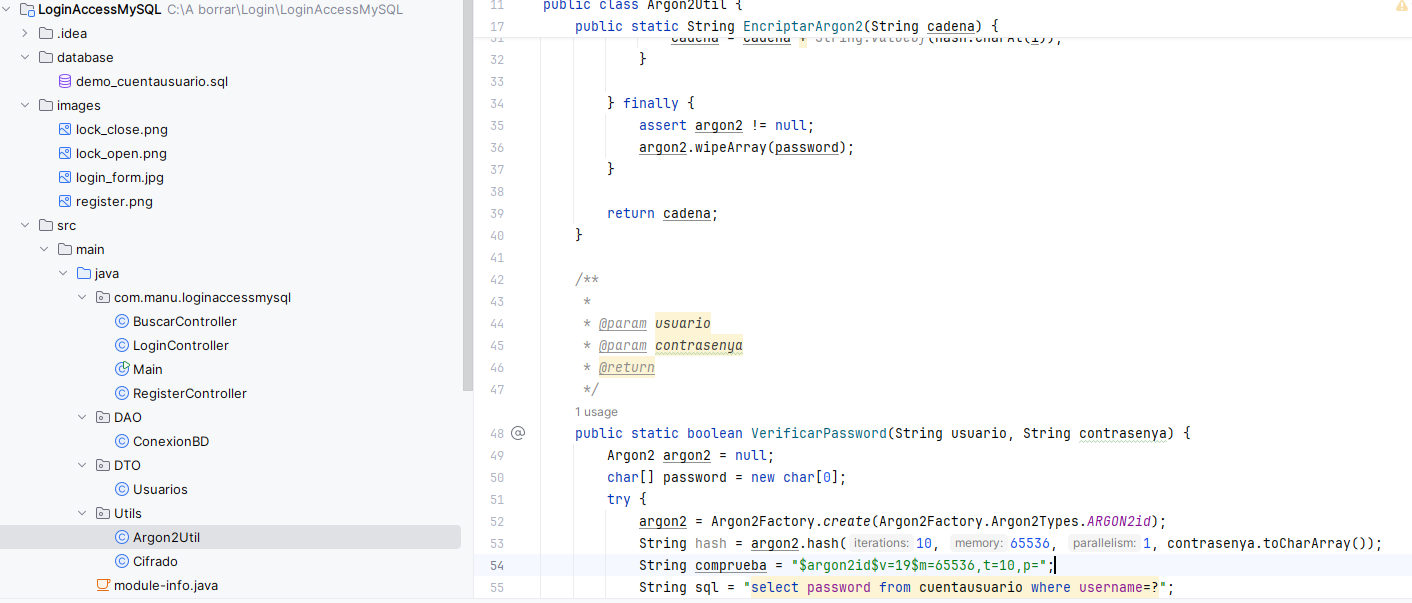 LoginAccessMySQL C:\A borrar\Login\LoginAccessMySQL
.idea
database
demo_cuentausuario.sql
images
lock_close.png
lock_open.png
login_form.jpg
register.png
src
main
java
com.manu.loginaccessmysql
BuscarController
LoginController
Main
RegisterController
DAO
ConexionBD
DTO
Usuarios
Utils
Argon2Util
Cifrado
module-info.java
11 public class Argon2Util {
17 public static String EncriptarArgon2(String cadena) {
31 cadena = cadena + String.valueOf(hash.charAt(i));
32 }
33
34 } finally {
35 assert argon2 != null;
36 argon2.wipeArray(password);
37 }
38
39 return cadena;
40 }
41
42 /**
43 *
44 * @param usuario
45 * @param contrasenya
46 * @return
47 */
1 usage
48 @ public static boolean VerificarPassword(String usuario, String contrasenya) {
49 Argon2 argon2 = null;
50 char[] password = new char[0];
51 try {
52 argon2 = Argon2Factory.create(Argon2Factory.Argon2Types.ARGON2id);
53 String hash = argon2.hash( iterations: 10, memory: 65536, parallelism: 1, contrasenya.toCharArray());
54 String comprueba = "$argon2id$v=19$m=65536,t=10,p=";
55 String sql = "select password from cuentausuario where username=?";